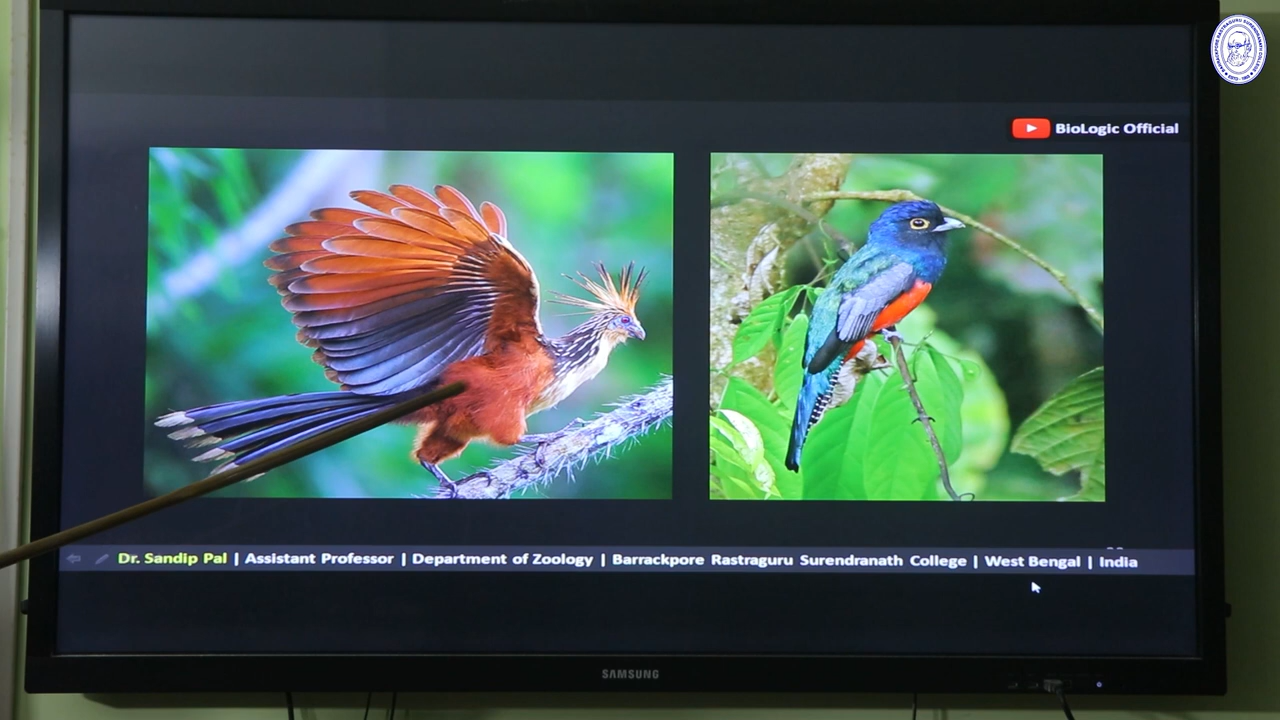 BioLogic Official
Dr. Sandip Pal | Assistant Professor | Department of Zoology | Barrackpore Rastraguru Surendranath College | West Bengal | India
SAMSUNG